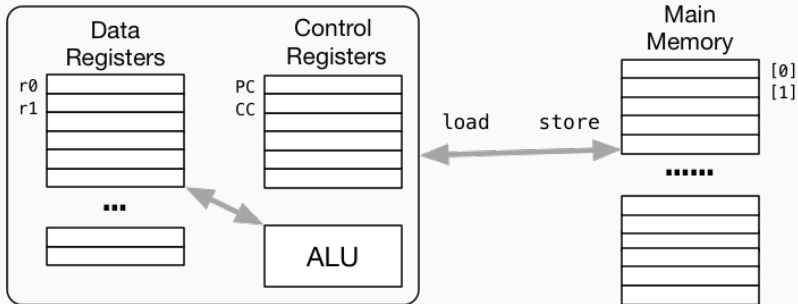 Data
Registers
r0
r1
...
Control
Registers
PC
CC
ALU
load store
Main
Memory
[0]
[1]
......